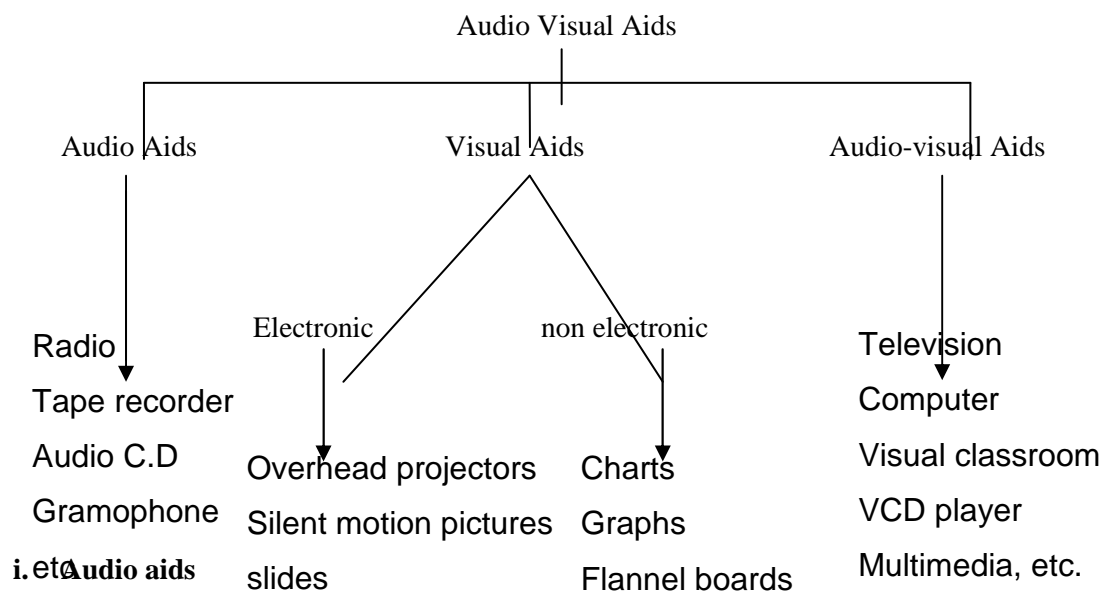 Audio Visual Aids
Audio Aids
Visual Aids
Audio-visual Aids
Electronic
non electronic
Radio
Tape recorder
Audio C.D
Gramophone
etc
Overhead projectors
Silent motion pictures
slides
Charts
Graphs
Flannel boards
Television
Computer
Visual classroom
VCD player
Multimedia, etc.
i. Audio aids